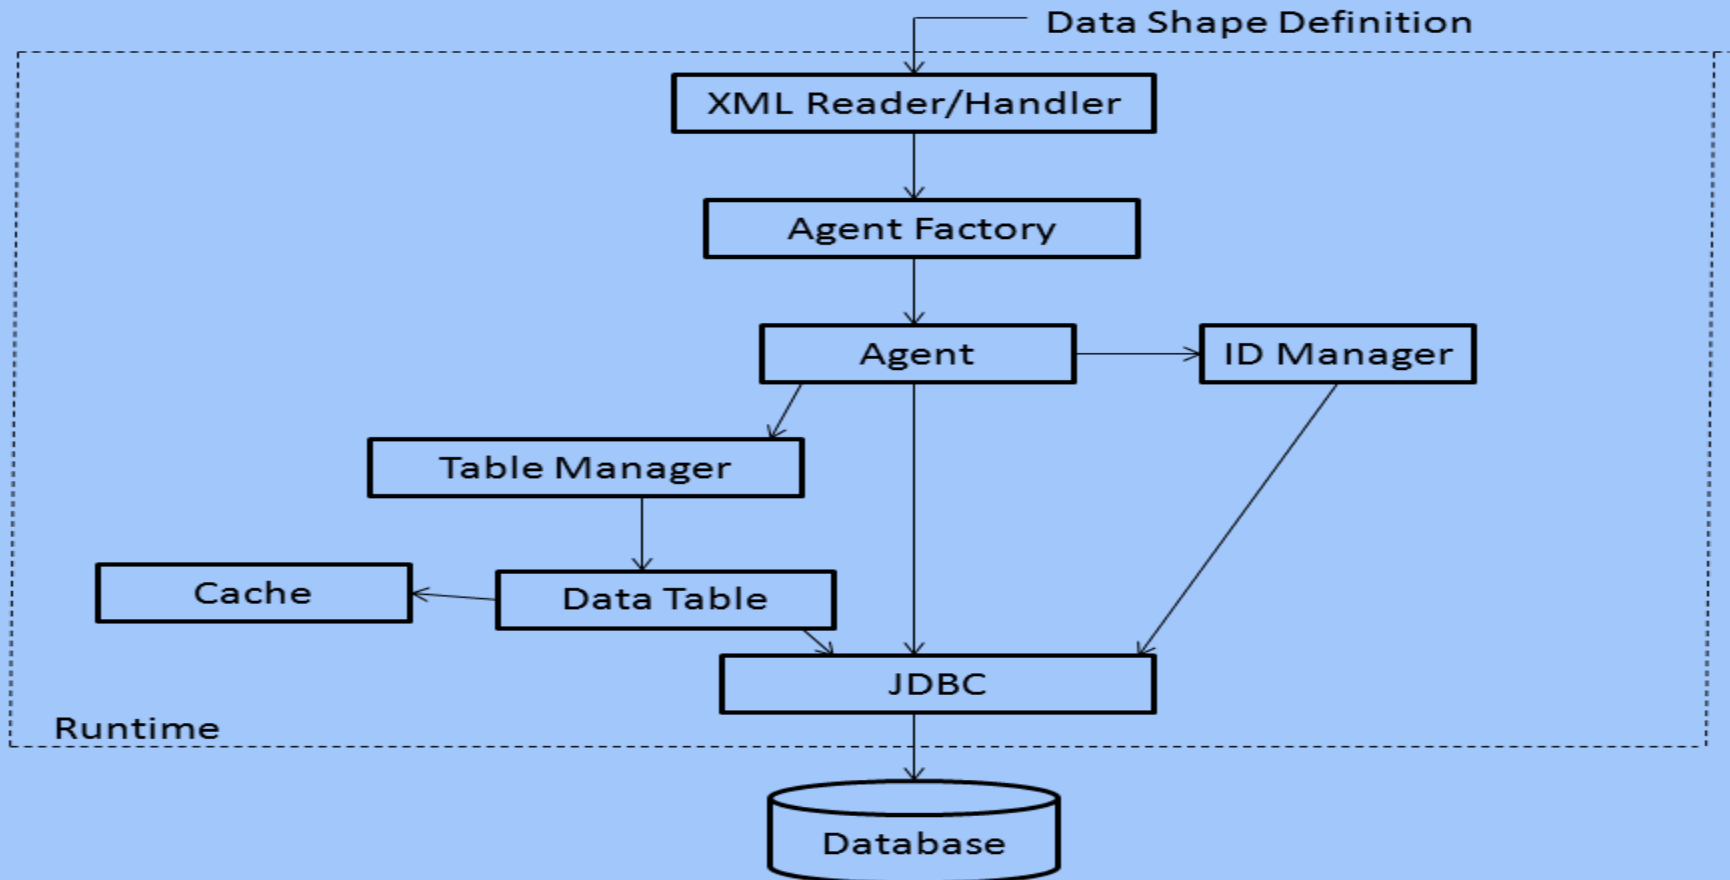 Data Shape Definition
XML Reader/Handler
Agent Factory
Agent
ID Manager
Table Manager
Cache
Data Table
JDBC
Runtime
Database